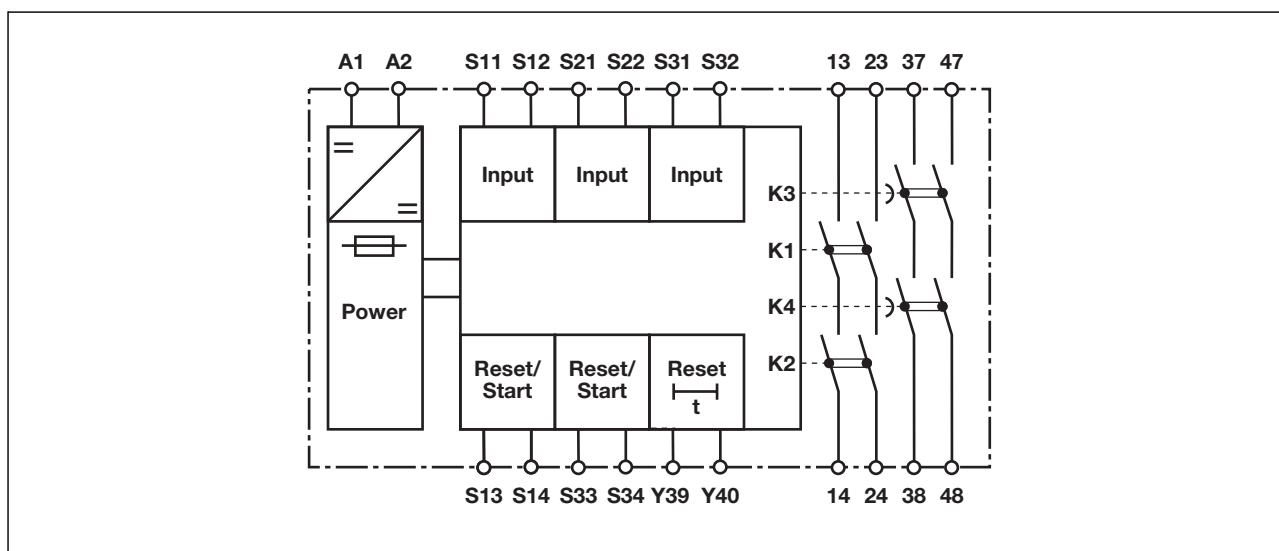 A1 A2 S11 S12 S21 S22 S31 S32 13 23 37 47
Input Input Input
K3
K1
K4
Power
K2
Reset/ Reset/ Reset
Start Start
t
S13 S14 S33 S34 Y39 Y40 14 24 38 48